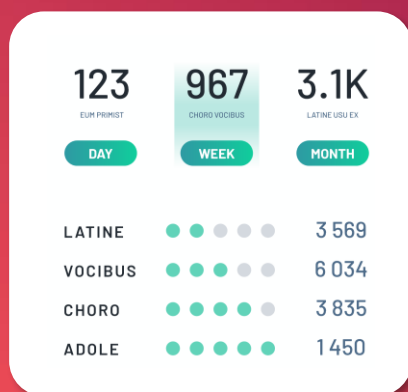 123 967 3.1K
EUM PRIMIST CHORO VOCIBUS LATINE USU EX
DAY WEEK MONTH
LATINE 3 569
VOCIBUS 6 034
CHORO 3 835
ADOLE 1 450